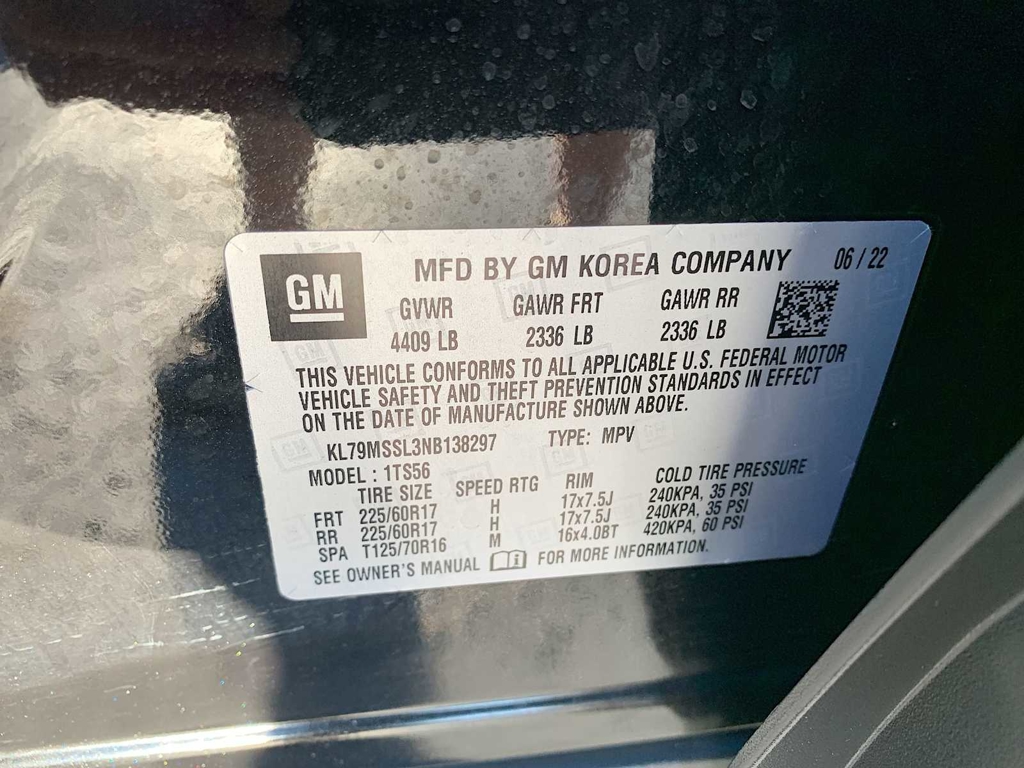 GM
MFD BY GM KOREA COMPANY 06 / 22
GVWR GAWR FRT GAWR RR
4409 LB 2336 LB 2336 LB
THIS VEHICLE CONFORMS TO ALL APPLICABLE U.S. FEDERAL MOTOR
VEHICLE SAFETY AND THEFT PREVENTION STANDARDS IN EFFECT
ON THE DATE OF MANUFACTURE SHOWN ABOVE.
KL79MSSL3NB138297 TYPE: MPV
MODEL : 1TS56
TIRE SIZE SPEED RTG RIM COLD TIRE PRESSURE
FRT 225/60R17 H 17x7.5J 240KPA, 35 PSI
RR 225/60R17 H 17x7.5J 240KPA, 35 PSI
SPA T125/70R16 M 16x4.0BT 420KPA, 60 PSI
SEE OWNER'S MANUAL FOR MORE INFORMATION.